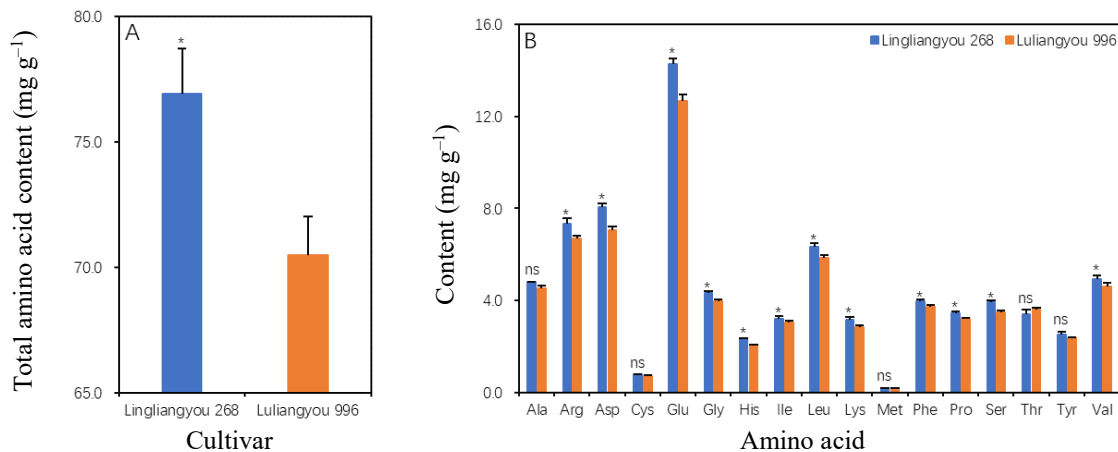 A
Total amino acid content (mg g⁻¹)
80.0
75.0
70.0
65.0
*
Lingliangyou 268 Luliangyou 996
Cultivar
B
Lingliangyou 268 Luliangyou 996
Content (mg g⁻¹)
16.0
12.0
8.0
4.0
0.0
ns * * ns * * * * * * ns * * * ns ns *
Ala Arg Asp Cys Glu Gly His Ile Leu Lys Met Phe Pro Ser Thr Tyr Val
Amino acid